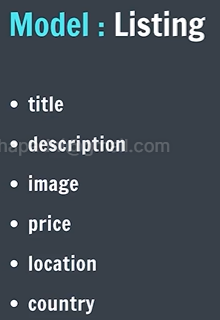 Model : Listing
• title
• description
• image
• price
• location
• country